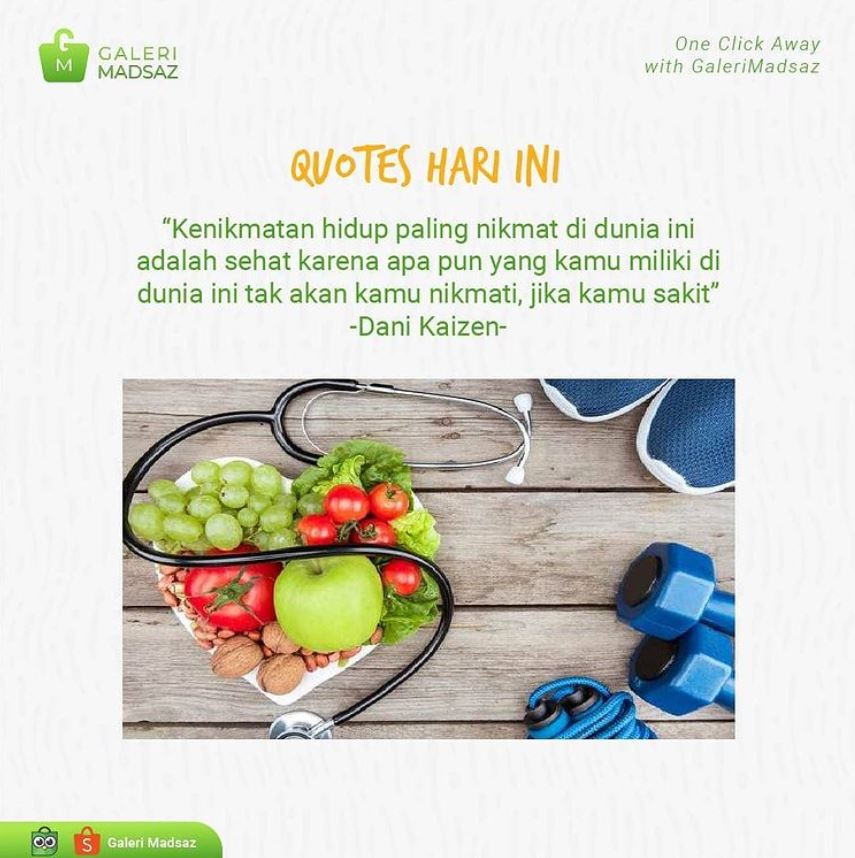 GALERI
MADSAZ
One Click Away
with GaleriMadsaz
QUOTES HARI INI
“Kenikmatan hidup paling nikmat di dunia ini
adalah sehat karena apa pun yang kamu miliki di
dunia ini tak akan kamu nikmati, jika kamu sakit”
-Dani Kaizen-
Galeri Madsaz